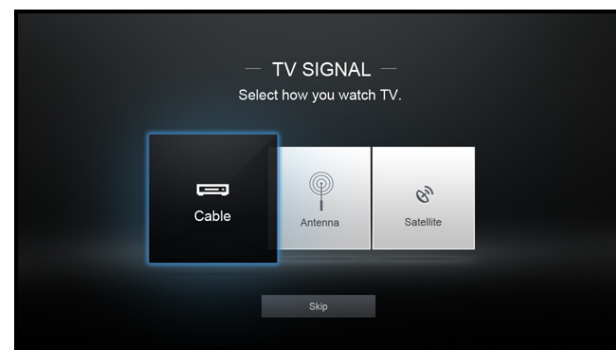 — TV SIGNAL —
Select how you watch TV.
Cable
Antenna
Satellite
Skip